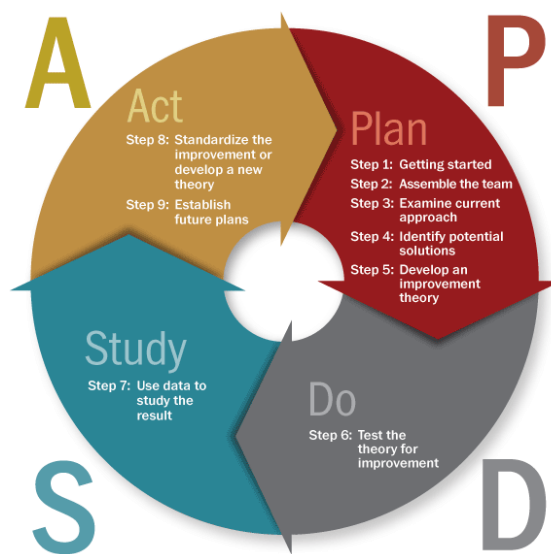 A
P
Act
Step 8: Standardize the
improvement or
develop a new
theory
Step 9: Establish
future plans
Plan
Step 1: Getting started
Step 2: Assemble the team
Step 3: Examine current
approach
Step 4: Identify potential
solutions
Step 5: Develop an
improvement
theory
Study
Step 7: Use data to
study the
result
Do
Step 6: Test the
theory for
improvement
S
D